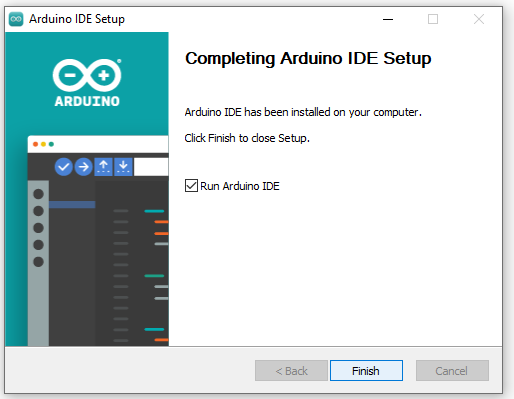 Arduino IDE Setup
ARDUINO
Completing Arduino IDE Setup
Arduino IDE has been installed on your computer.
Click Finish to close Setup.
Run Arduino IDE
< Back
Finish
Cancel